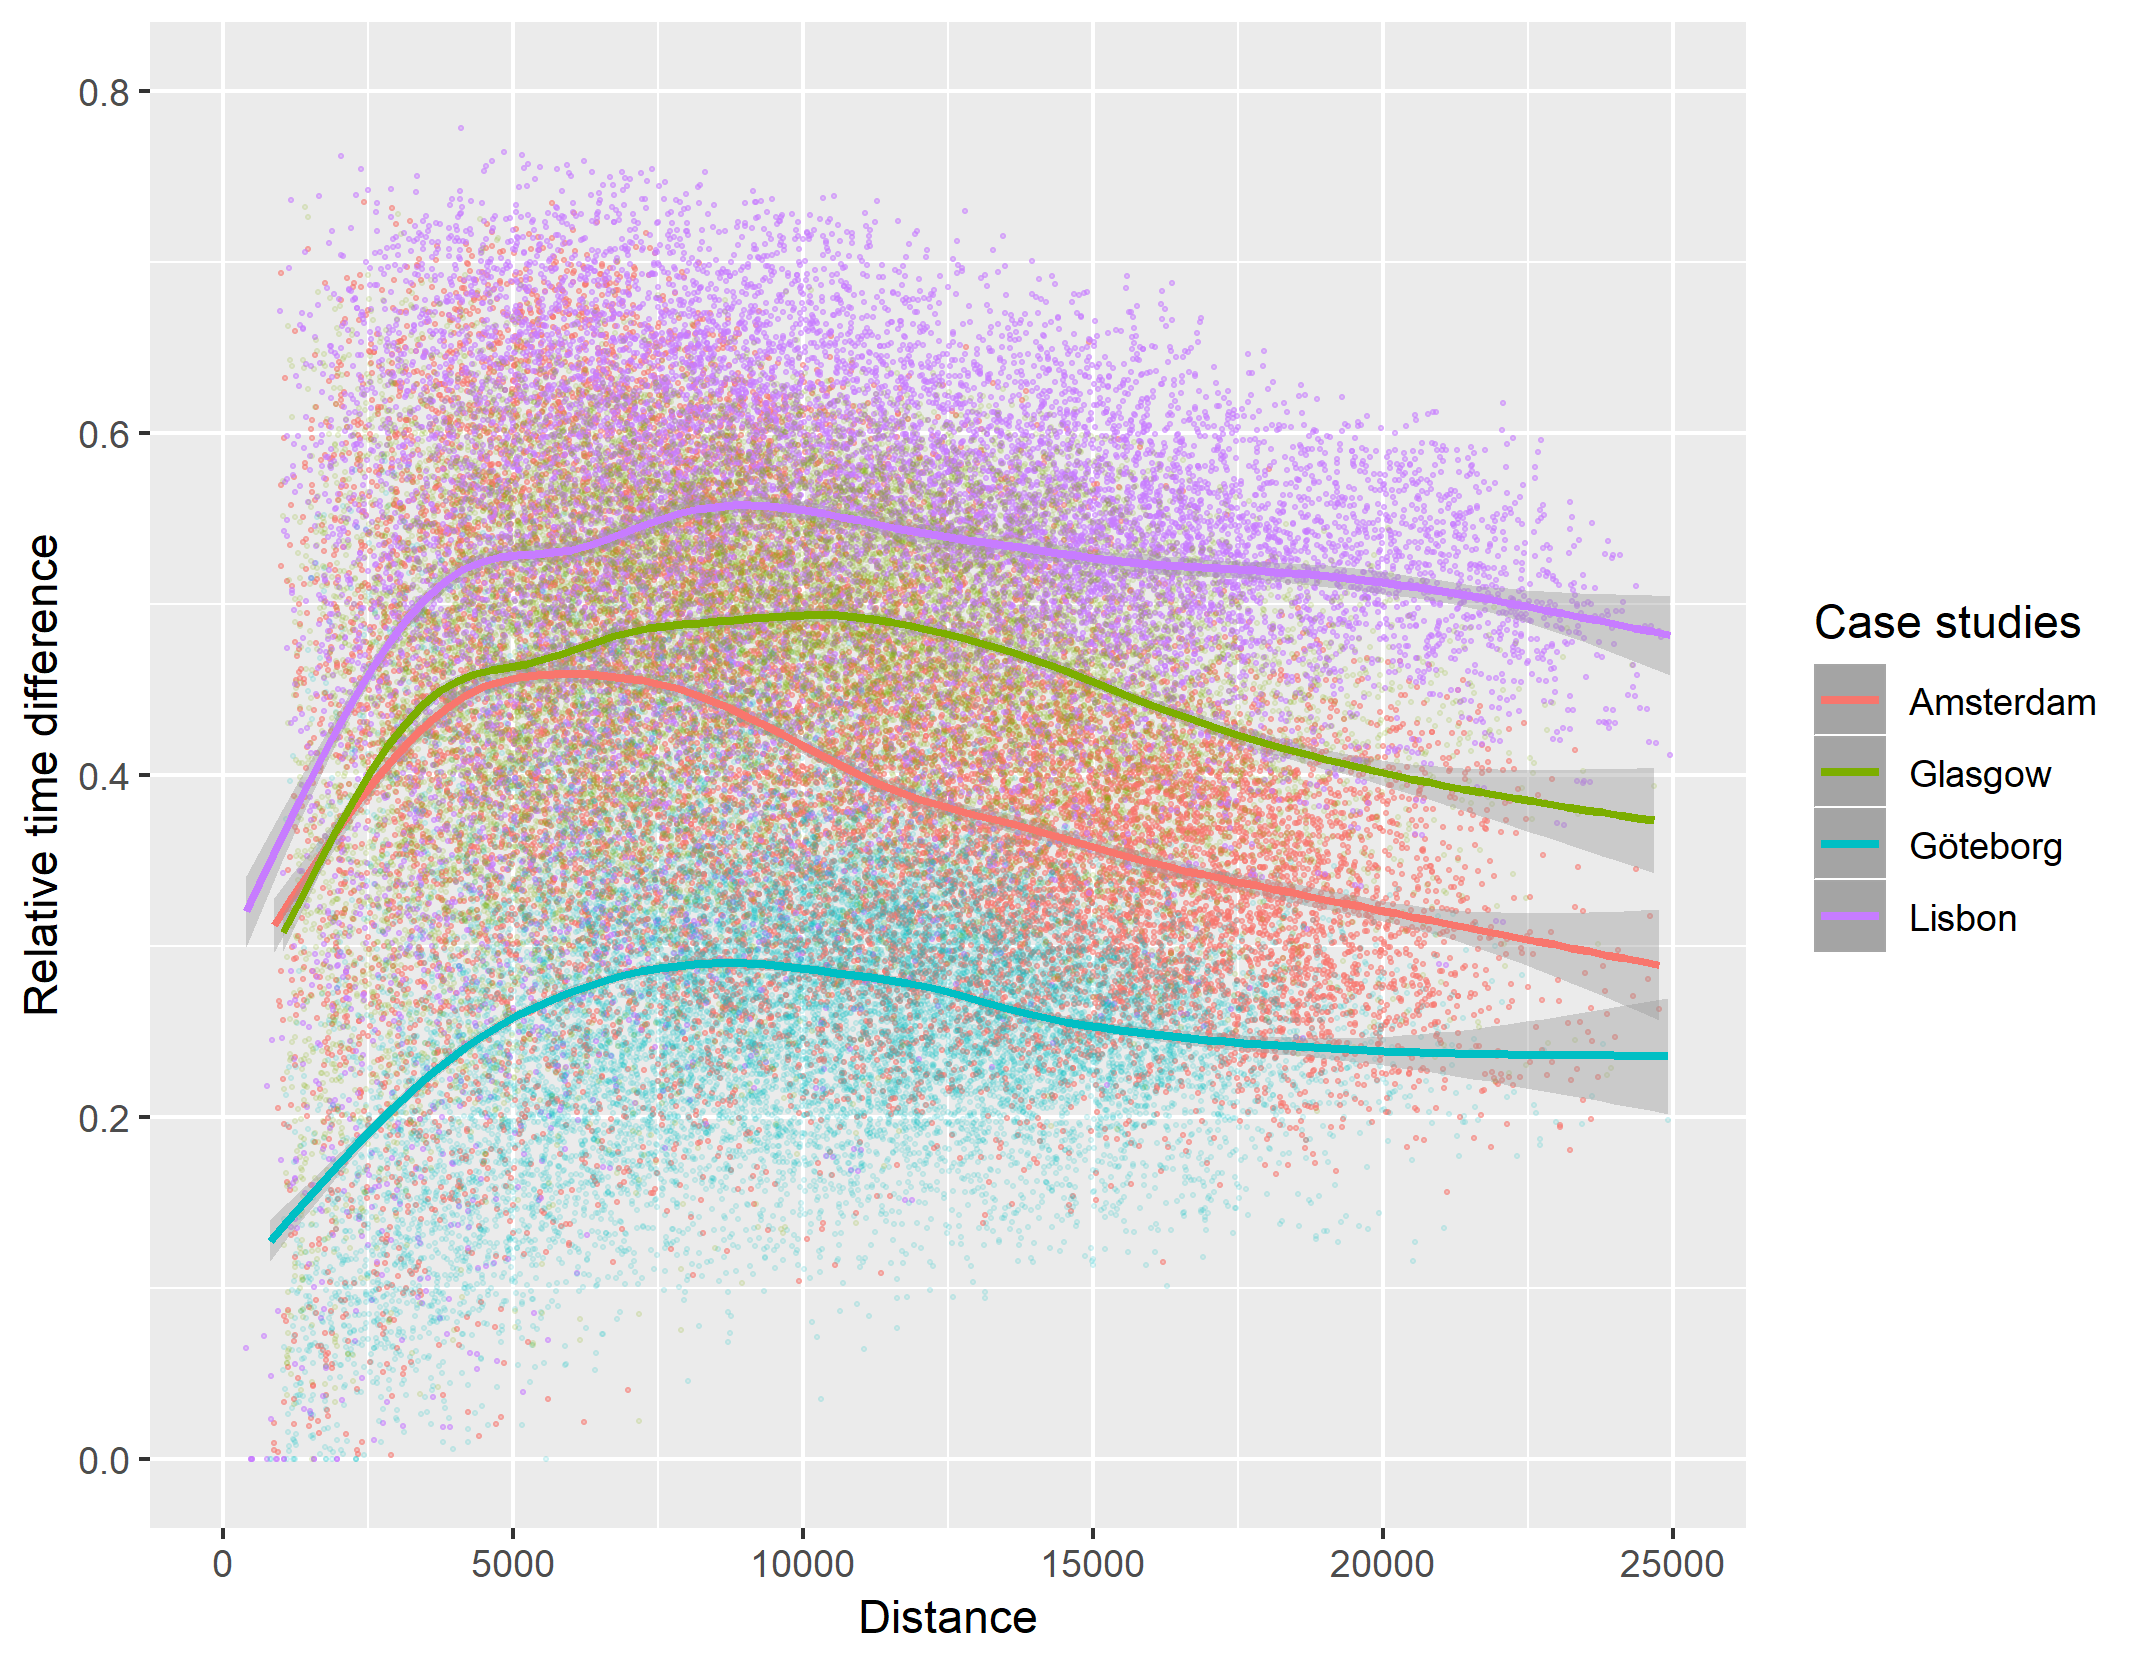 Relative time difference
0.8
0.6
0.4
0.2
0.0
0 5000 10000 15000 20000 25000
Distance
Case studies
Amsterdam
Glasgow
Göteborg
Lisbon